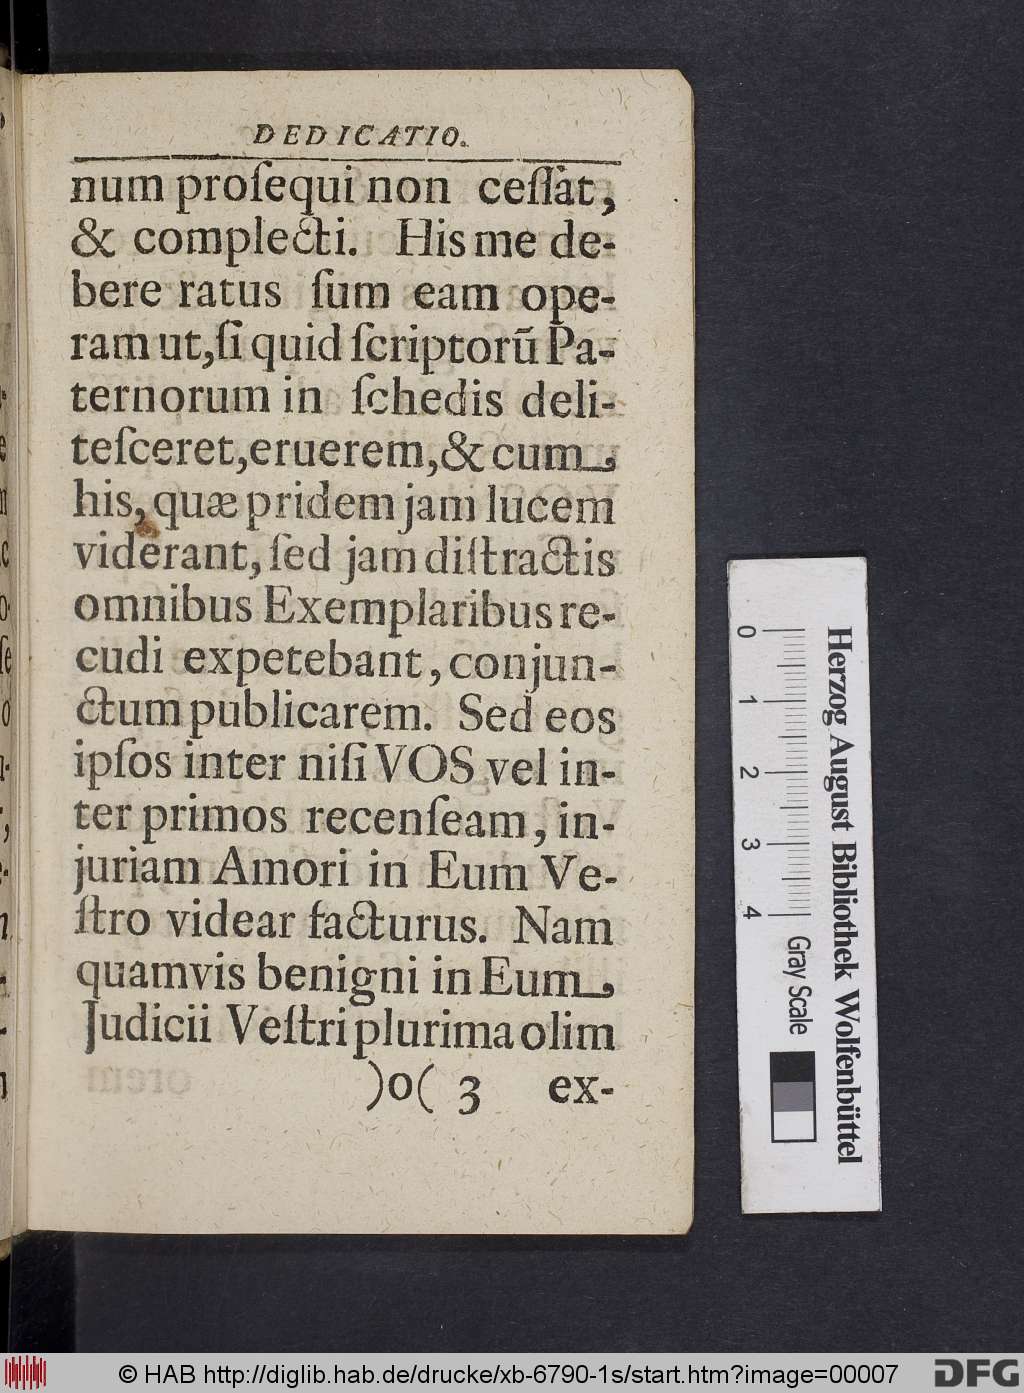 DEDICATIO.
num proſequi non ceſſat,
& complecti. His me de-
bere ratus ſum eam ope-
ram ut, ſi quid ſcriptorū Pa-
ternorum in ſchedis deli-
teſceret, eruerem, & cum
his, quæ pridem jam lucem
viderant, ſed jam diſtractis
omnibus Exemplaribus re-
cudi expetebant, conjun-
ctum publicarem. Sed eos
ipſos inter niſi VOS vel in-
ter primos recenſeam, in-
juriam Amori in Eum Ve-
ſtro videar facturus. Nam
quamvis benigni in Eum
Judicii Veſtri plurima olim
)o( 3 ex-
0 1 2 3 4 Gray Scale
Herzog August Bibliothek Wolfenbüttel
© HAB http://diglib.hab.de/drucke/xb-6790-1s/start.htm?image=00007
DFG